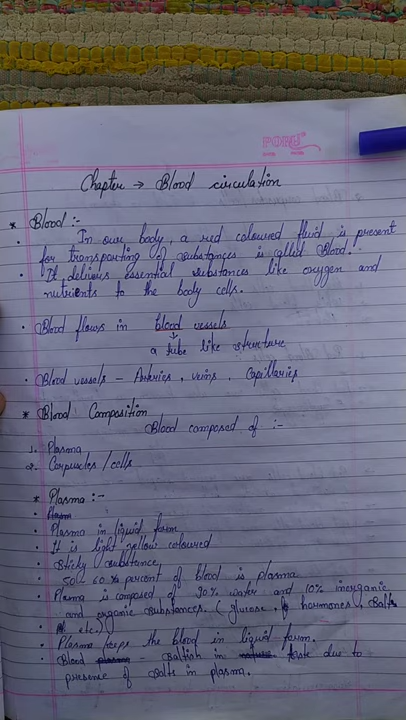 Chapter → Blood circulation
* Blood :-
• In our body, a red coloured fluid is present
for transporting of substances is called Blood.
• It delivers essential substances like oxygen and
nutrients to the body cells.
• Blood flows in blood vessels
↓
a tube like structure
• Blood vessels - Arteries, veins, Capillaries
* Blood Composition
Blood composed of :-
1. Plasma
2. Corpuscles / cells
* Plasma :-
• Plasma in liquid form
• It is light yellow coloured
• Sticky substance
• 50-60% percent of blood is plasma
• Plasma is composed of 90% water and 10% inorganic
and organic substances. (glucose, hormones, salts
etc.)
• Plasma keeps the blood in liquid form.
• Blood - Saltish in taste due to
presence of salts in plasma.